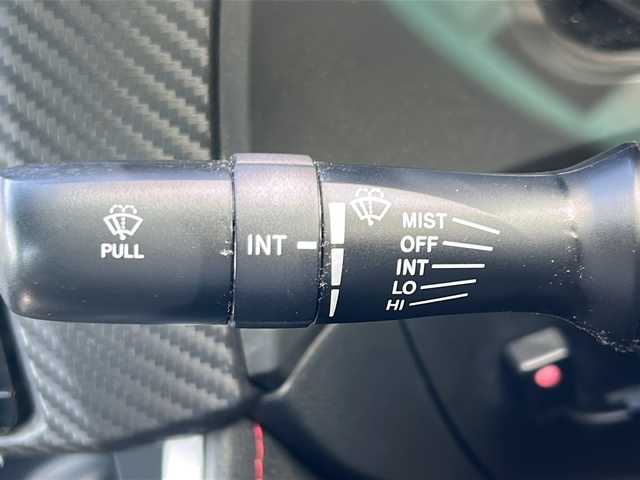 PULL
INT
MIST
OFF
INT
LO
HI